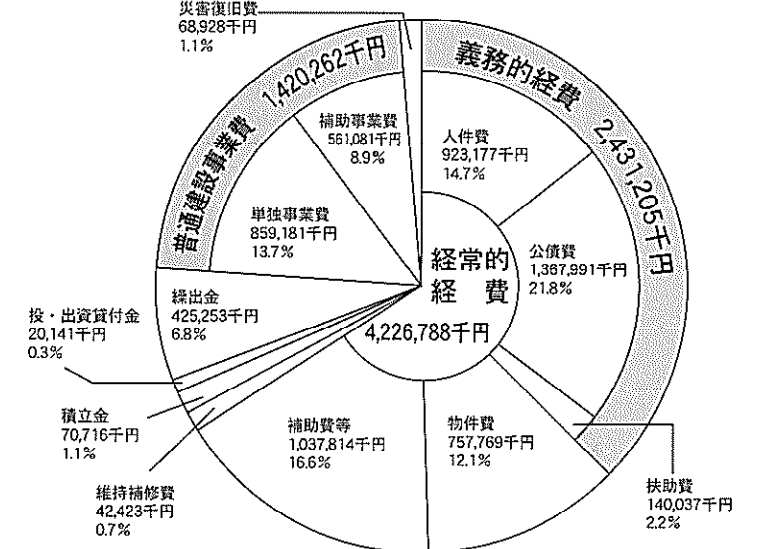 災害復旧費
68,928千円
1.1%
義務的経費 2,431,205千円
人件費
923,177千円
14.7%
公債費
1,367,991千円
21.8%
扶助費
140,037千円
2.2%
経常的
経 費
4,226,788千円
物件費
757,769千円
12.1%
補助費等
1,037,814千円
16.6%
維持補修費
42,423千円
0.7%
積立金
70,716千円
1.1%
投・出資貸付金
20,141千円
0.3%
繰出金
425,253千円
6.8%
普通建設事業費 1,420,262千円
単独事業費
859,181千円
13.7%
補助事業費
561,081千円
8.9%